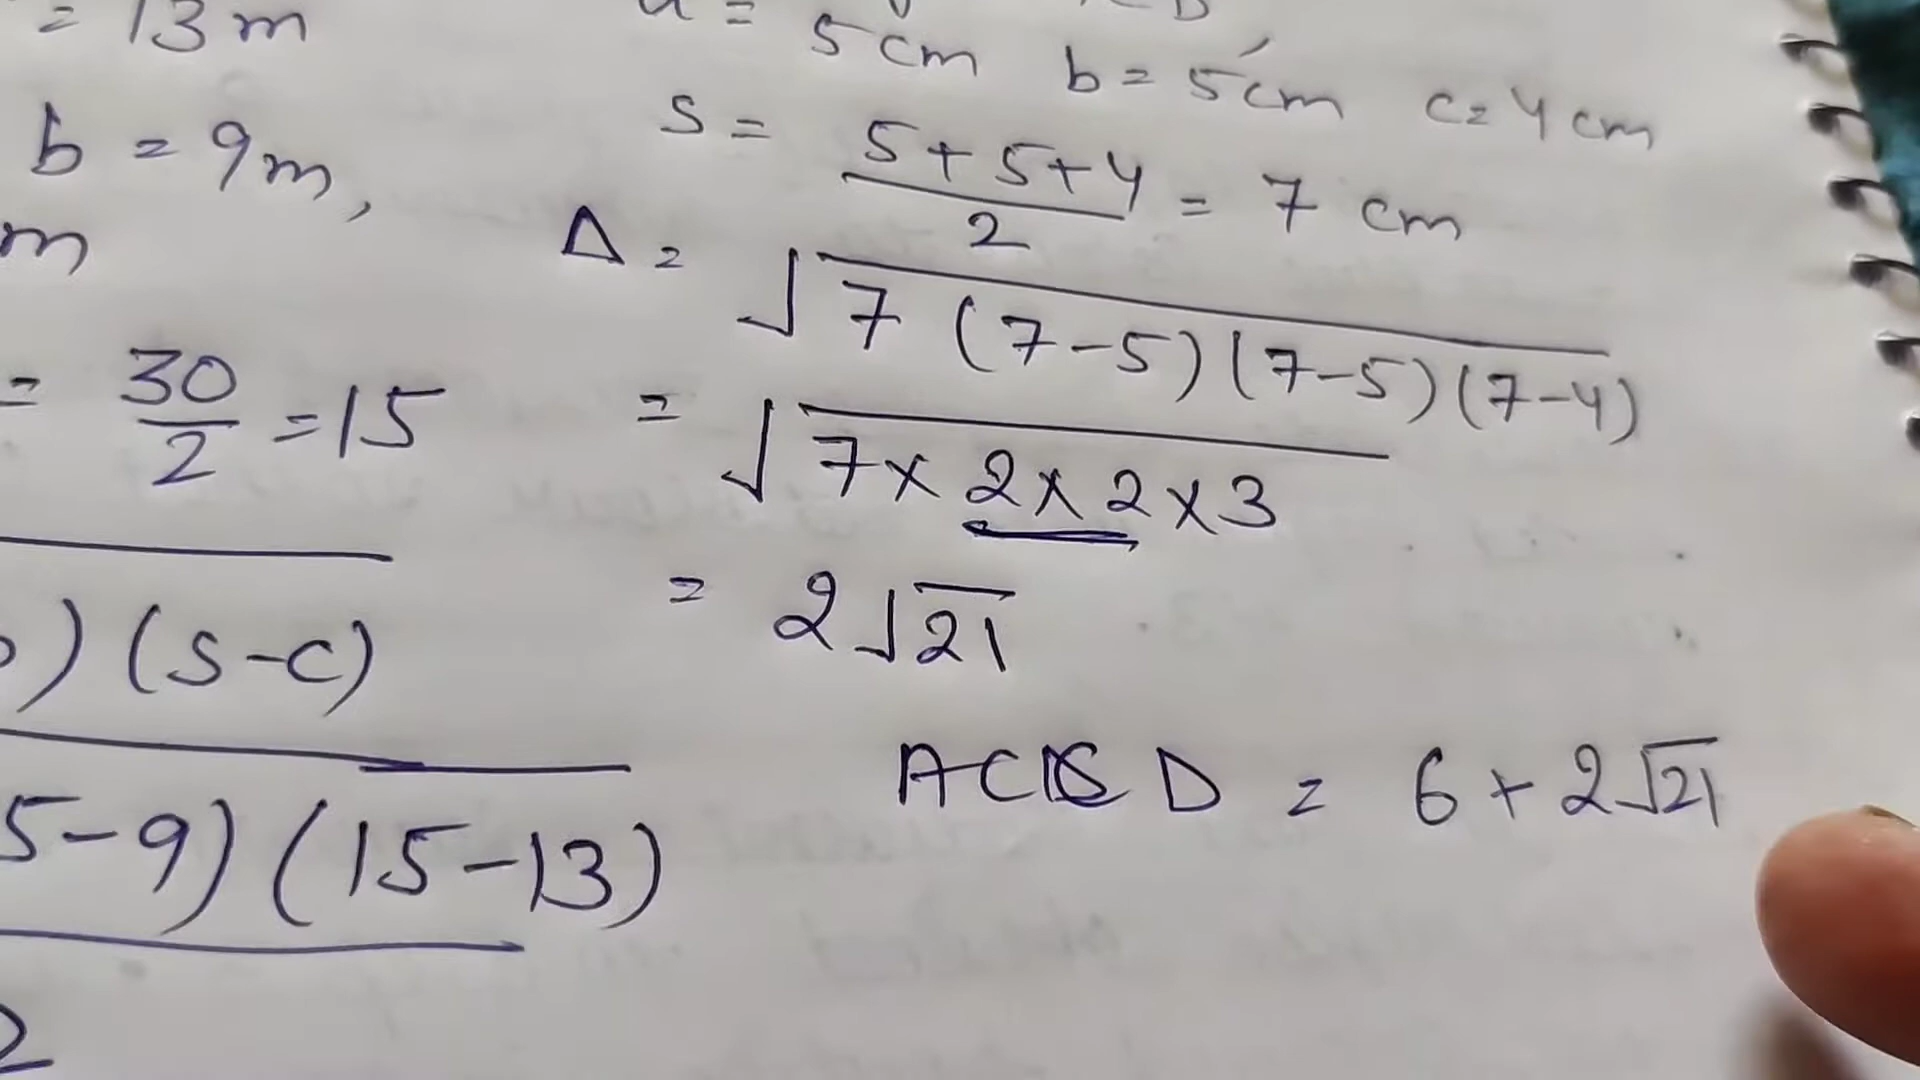 = 13 m
b = 9m,
m
= 30/2 = 15
) (s-c)
5-9) (15-13)
2
a = 5 cm b = 5 cm c = 4 cm
s = 5+5+4/2 = 7 cm
Δ = √7 (7-5) (7-5) (7-4)
= √7 × 2 × 2 × 3
= 2√21
D = 6 + 2√21